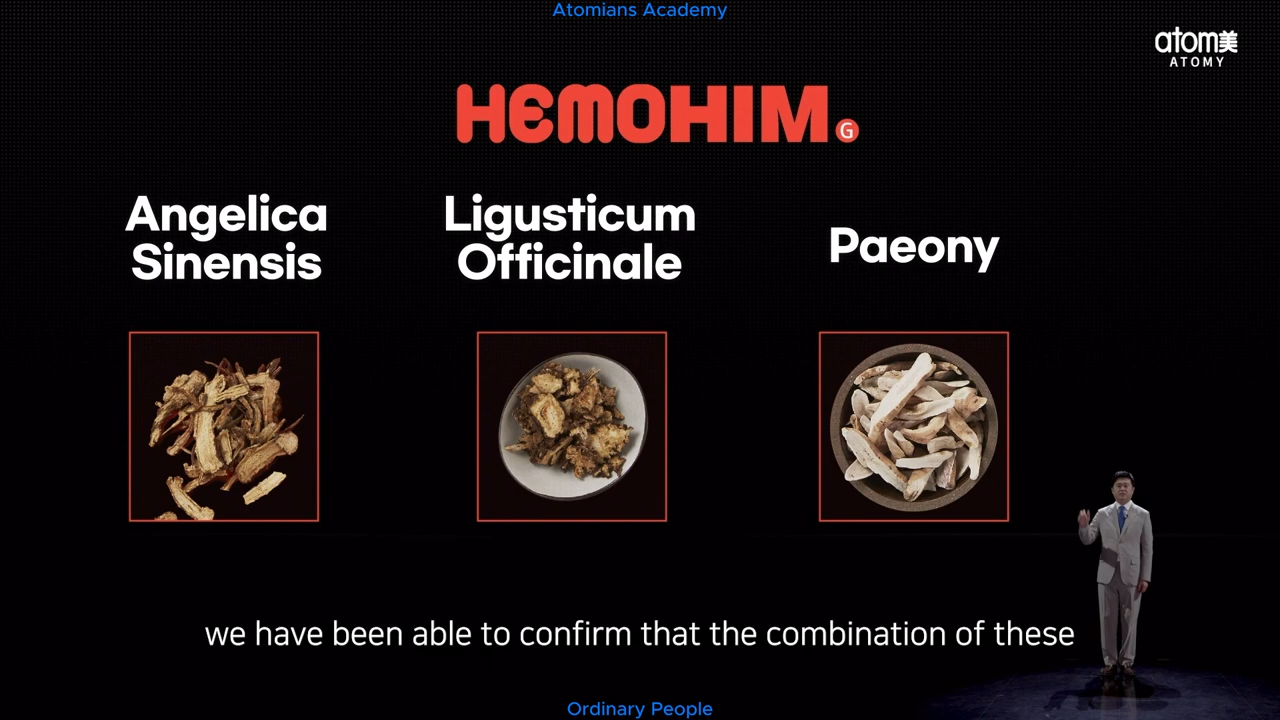 Atomians Academy
atom美
ATOMY
HEMOHIM G
Angelica
Sinensis
Ligusticum
Officinale
Paeony
we have been able to confirm that the combination of these
Ordinary People